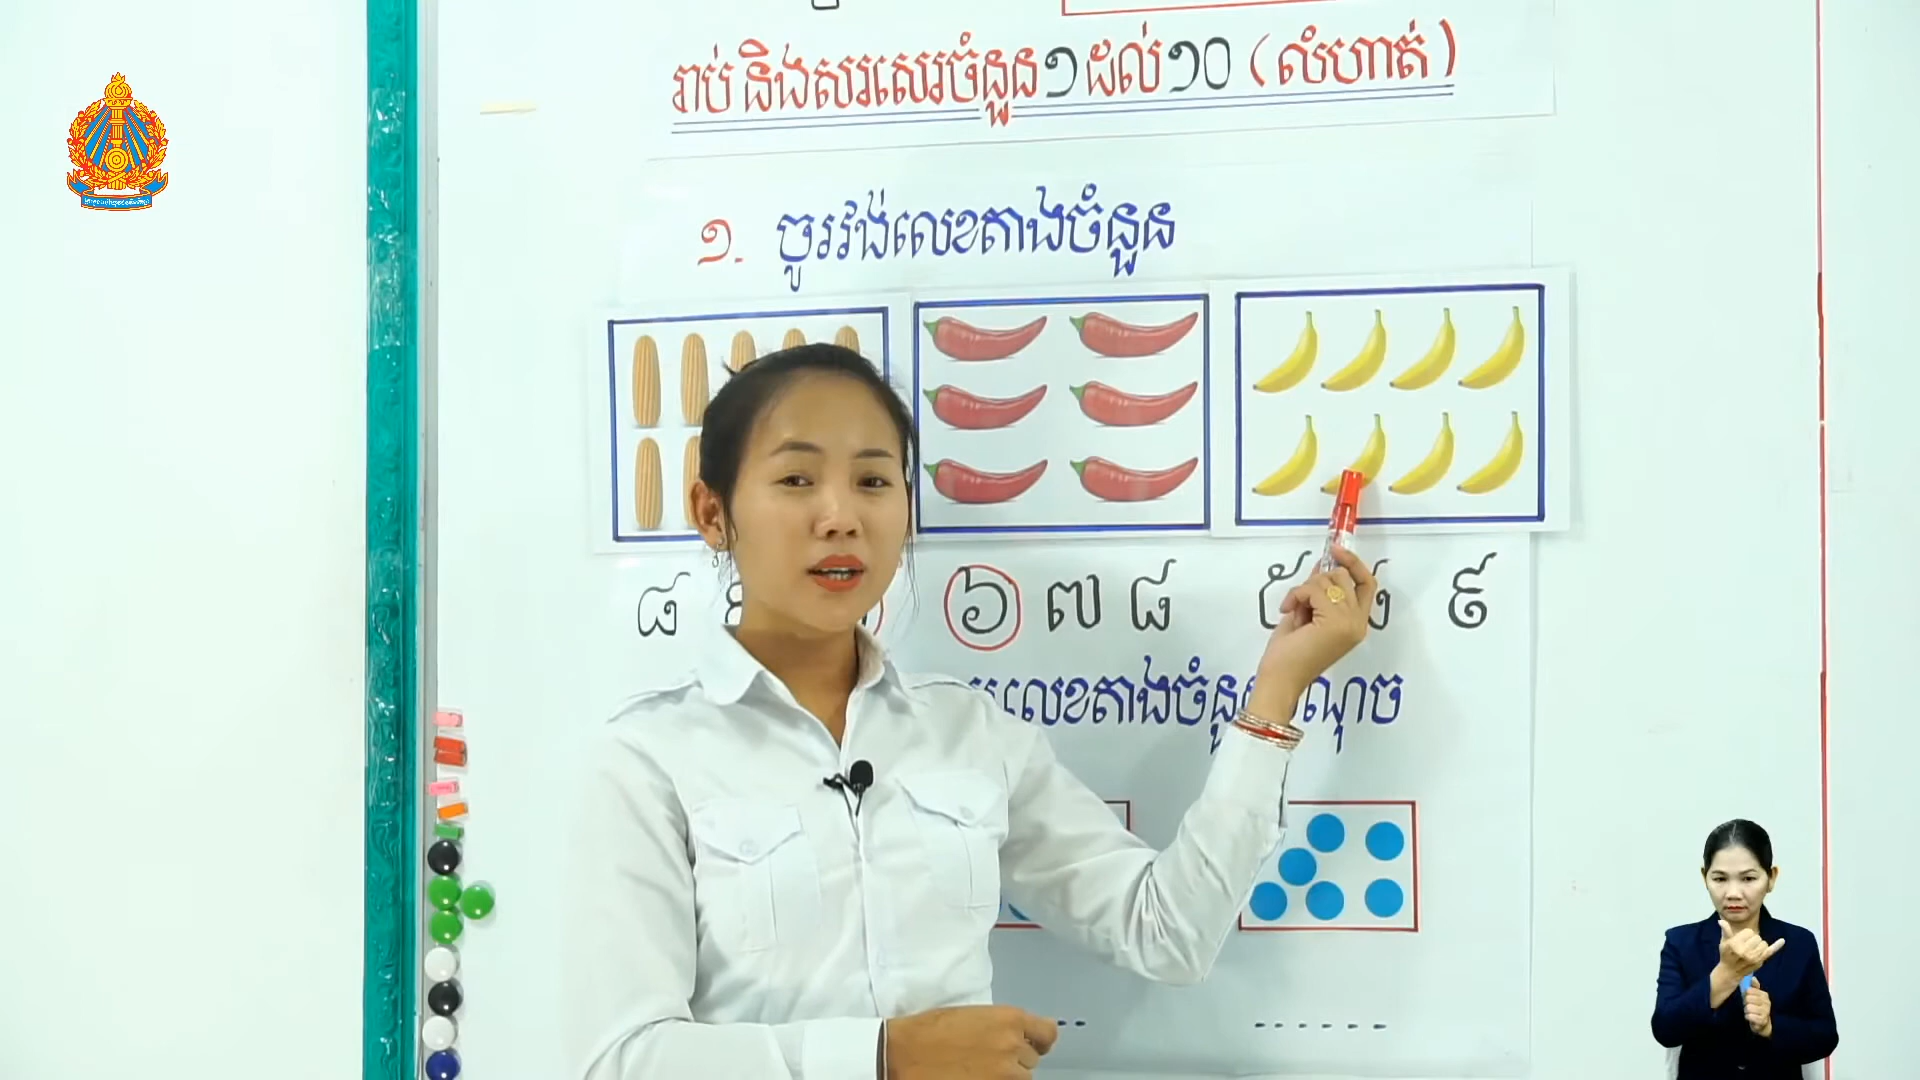 រាប់ និងសរសេរចំនួន១ដល់១០ (លំហាត់)
១. ចូរវង់លេខតាងចំនួន
៨ ៦ ៧ ៨ ៥ ៩
លេខតាងចំនួន